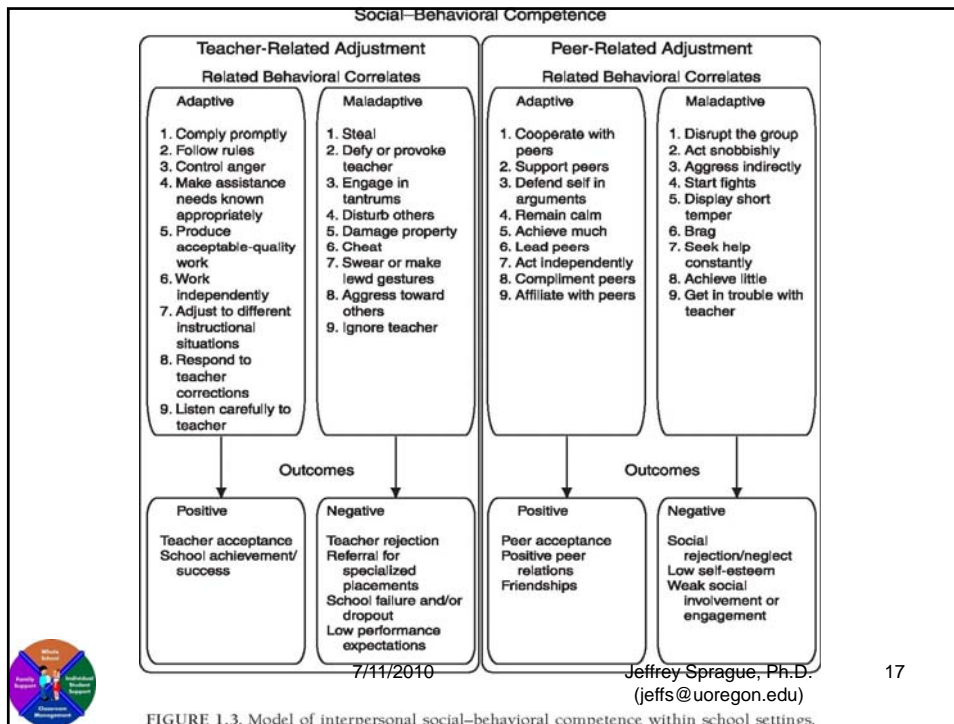 Social–Behavioral Competence
Teacher-Related Adjustment
Related Behavioral Correlates
Adaptive
1. Comply promptly
2. Follow rules
3. Control anger
4. Make assistance
needs known
appropriately
5. Produce
acceptable-quality
work
6. Work
independently
7. Adjust to different
instructional
situations
8. Respond to
teacher
corrections
9. Listen carefully to
teacher
Maladaptive
1. Steal
2. Defy or provoke
teacher
3. Engage in
tantrums
4. Disturb others
5. Damage property
6. Cheat
7. Swear or make
lewd gestures
8. Aggress toward
others
9. Ignore teacher
Outcomes
Positive
Teacher acceptance
School achievement/
success
Negative
Teacher rejection
Referral for
specialized
placements
School failure and/or
dropout
Low performance
expectations
Peer-Related Adjustment
Related Behavioral Correlates
Adaptive
1. Cooperate with
peers
2. Support peers
3. Defend self in
arguments
4. Remain calm
5. Achieve much
6. Lead peers
7. Act independently
8. Compliment peers
9. Affiliate with peers
Maladaptive
1. Disrupt the group
2. Act snobbishly
3. Aggress indirectly
4. Start fights
5. Display short
temper
6. Brag
7. Seek help
constantly
8. Achieve little
9. Get in trouble with
teacher
Outcomes
Positive
Peer acceptance
Positive peer
relations
Friendships
Negative
Social
rejection/neglect
Low self-esteem
Weak social
involvement or
engagement
Whole
School
Family
Support
Individual
Student
Support
Classroom
Management
7/11/2010
Jeffrey Sprague, Ph.D.
(jeffs@uoregon.edu)
17
FIGURE 1.3. Model of interpersonal social–behavioral competence within school settings.